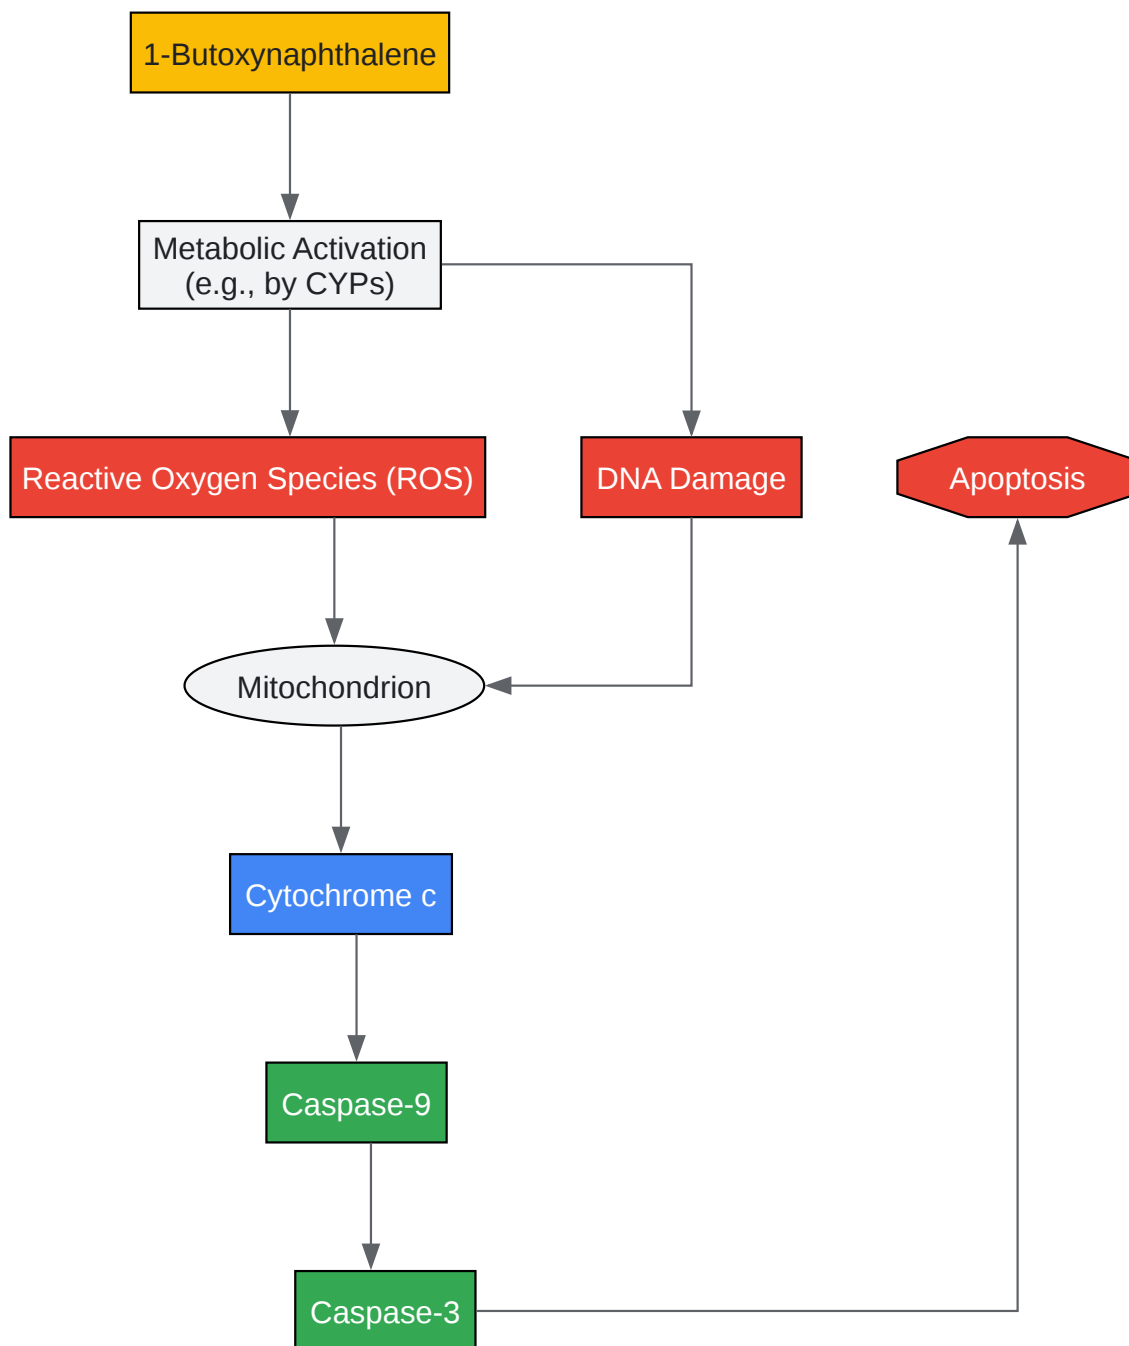 1-Butoxynaphthalene
Metabolic Activation
(e.g., by CYPs)
Reactive Oxygen Species (ROS)
DNA Damage
Apoptosis
Mitochondrion
Cytochrome c
Caspase-9
Caspase-3